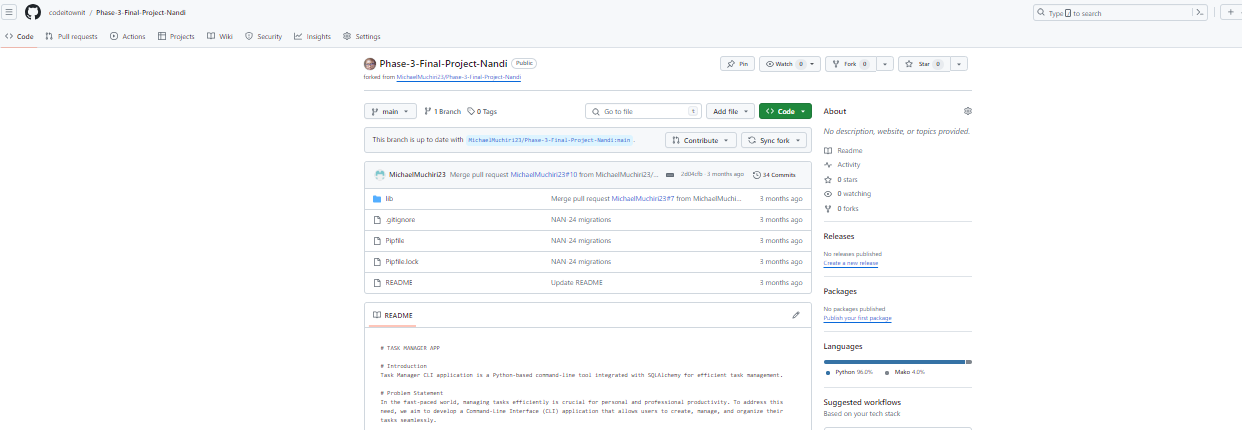 codeitownit / Phase-3-Final-Project-Nandi
Type / to search
Code Pull requests Actions Projects Wiki Security Insights Settings
Phase-3-Final-Project-Nandi Public
Pin Watch 0 Fork 0 Star 0
forked from MichaelMuchiri23/Phase-3-Final-Project-Nandi
main 1 Branch 0 Tags Go to file t Add file Code
This branch is up to date with MichaelMuchiri23/Phase-3-Final-Project-Nandi:main .
Contribute Sync fork
MichaelMuchiri23 Merge pull request MichaelMuchiri23#10 from MichaelMuchiri23/... 2d04cfb · 3 months ago 34 Commits
lib Merge pull request MichaelMuchiri23#7 from MichaelMuchi... 3 months ago
.gitignore NAN-24 migrations 3 months ago
Pipfile NAN-24 migrations 3 months ago
Pipfile.lock NAN-24 migrations 3 months ago
README Update README 3 months ago
README
# TASK MANAGER APP
# Introduction
Task Manager CLI application is a Python-based command-line tool integrated with SQLAlchemy for efficient task management.
# Problem Statement
In the fast-paced world, managing tasks efficiently is crucial for personal and professional productivity. To address this
need, we aim to develop a Command-Line Interface (CLI) application that allows users to create, manage, and organize their
tasks seamlessly.
About
No description, website, or topics provided.
Readme
Activity
0 stars
0 watching
0 forks
Releases
No releases published
Create a new release
Packages
No packages published
Publish your first package
Languages
Python 96.0% Mako 4.0%
Suggested workflows
Based on your tech stack